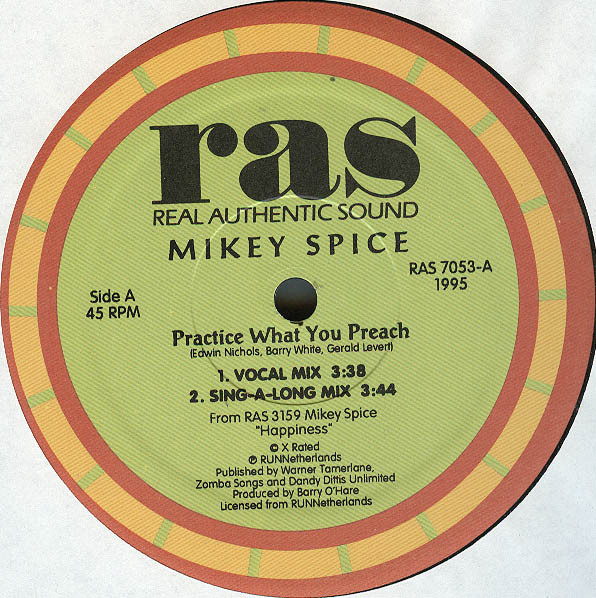 ras
REAL AUTHENTIC SOUND
MIKEY SPICE
Side A
45 RPM
RAS 7053-A
1995
Practice What You Preach
(Edwin Nichols, Barry White, Gerald Levert)
1. VOCAL MIX 3:38
2. SING-A-LONG MIX 3:44
From RAS 3159 Mikey Spice
"Happiness"
© X Rated
℗ RUNNetherlands
Published by Warner Tamerlane,
Zomba Songs and Dandy Dittis Unlimited
Produced by Barry O'Hare
Licensed from RUNNetherlands